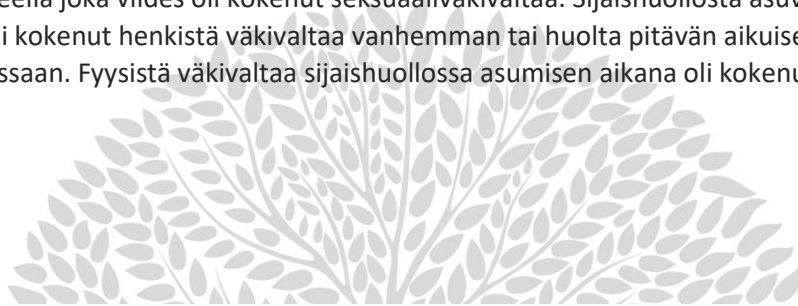 joka viides oli kokenut seksuaaliväkivaltaa. Sijaishuollosta
kokenut henkistä väkivaltaa vanhemman tai huolta pitävän
Fyysistä väkivaltaa sijaishuollossa asumisen aikana oli